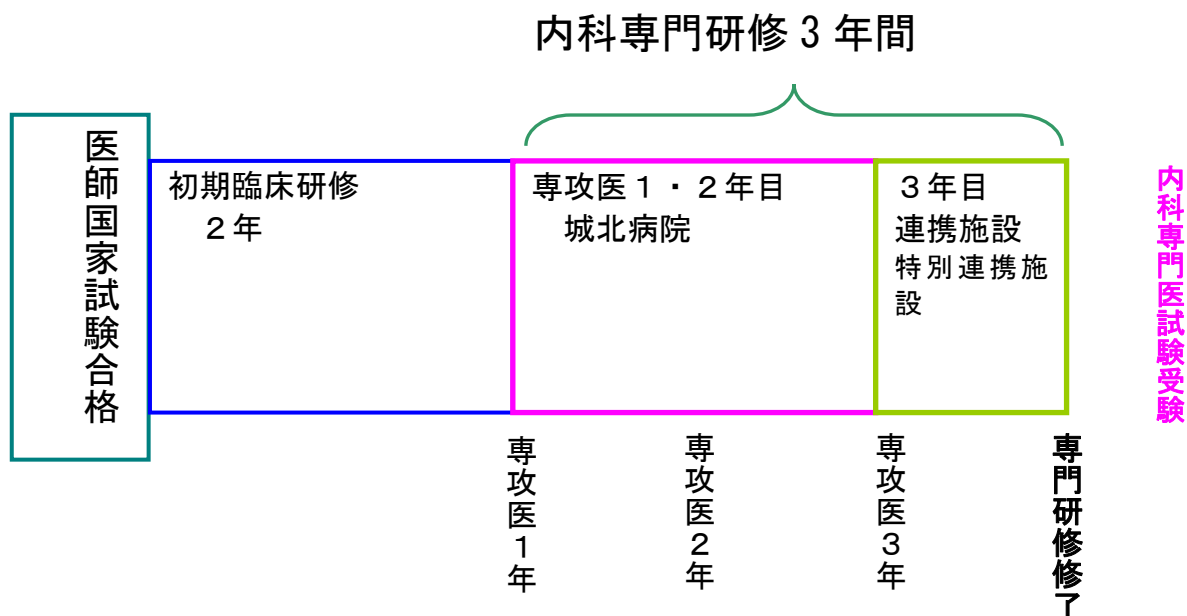 内科専門研修3年間
医師国家試験合格
初期臨床研修
2年
専攻医1・2年目
城北病院
3年目
連携施設
特別連携施
設
内科専門医試験受験
専攻医1年
専攻医2年
専攻医3年
専門研修修了